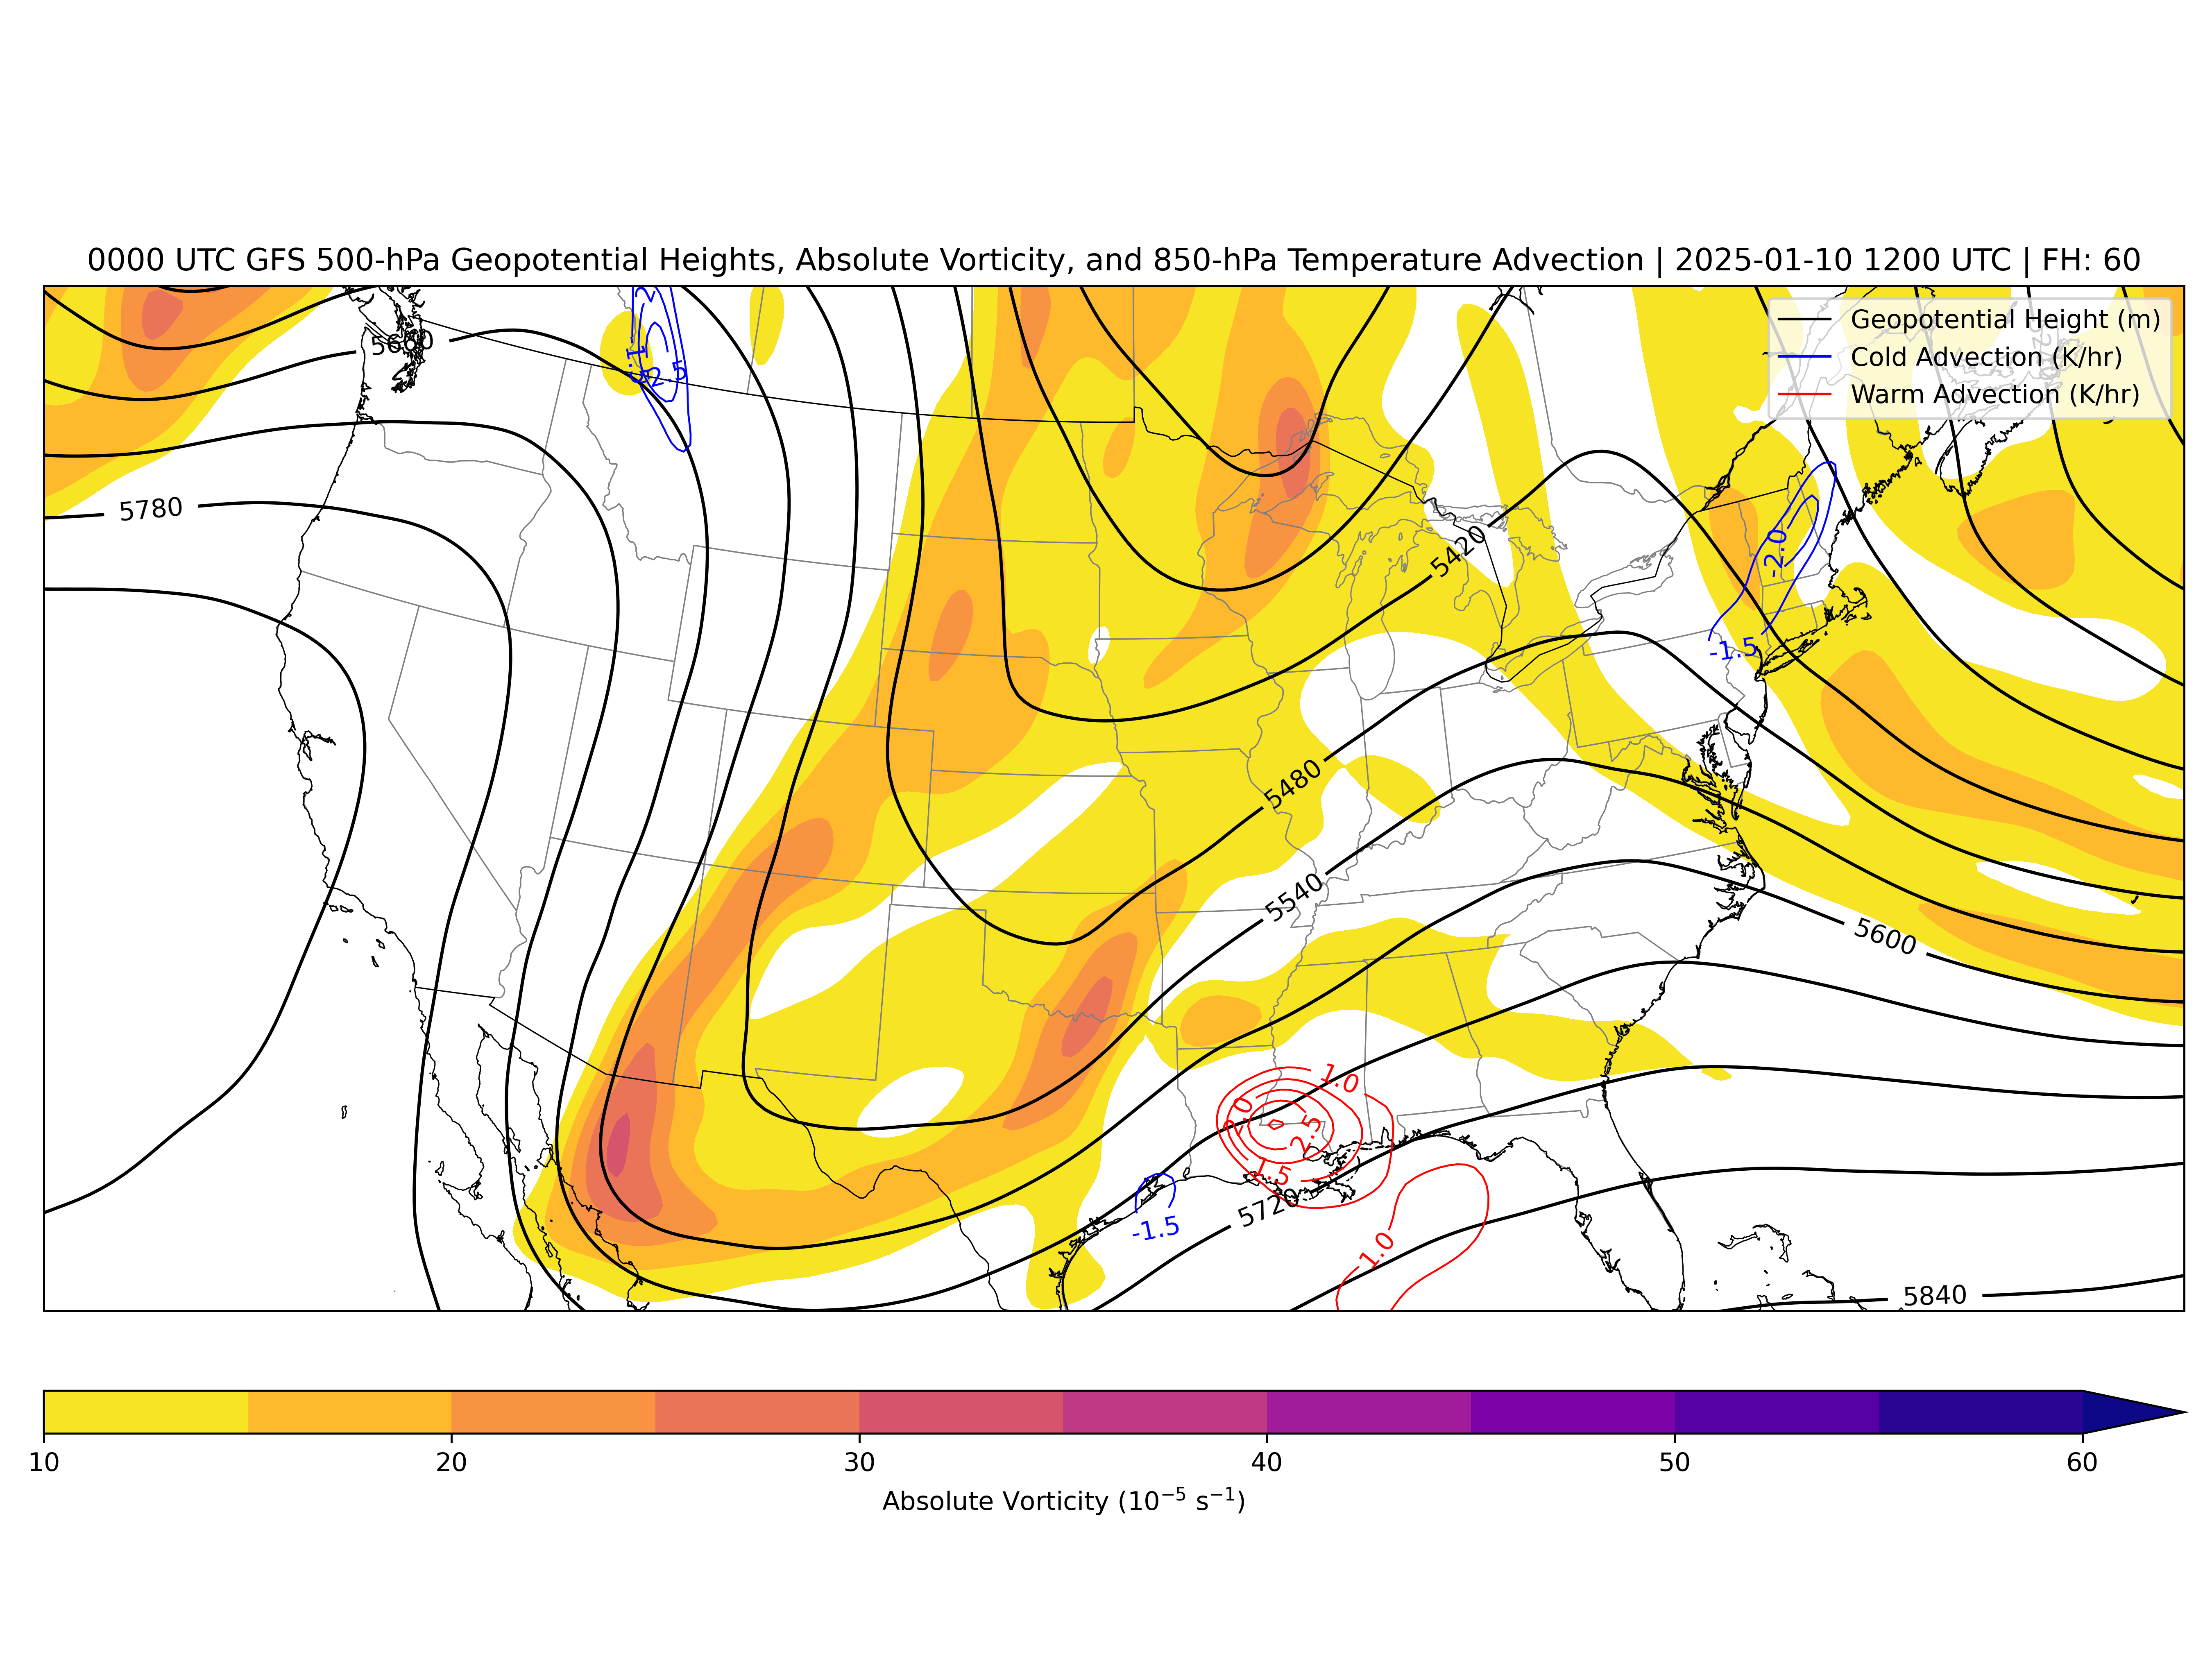 0000 UTC GFS 500-hPa Geopotential Heights, Absolute Vorticity, and 850-hPa Temperature Advection | 2025-01-10 1200 UTC | FH: 60
Geopotential Height (m)
Cold Advection (K/hr)
Warm Advection (K/hr)
5780
5420
-2.0
-1.5
5480
5540
5600
1.0
2.0
2.5
1.5
5720
-1.5
1.0
5840
10 20 30 40 50 60
Absolute Vorticity (10⁻⁵ s⁻¹)